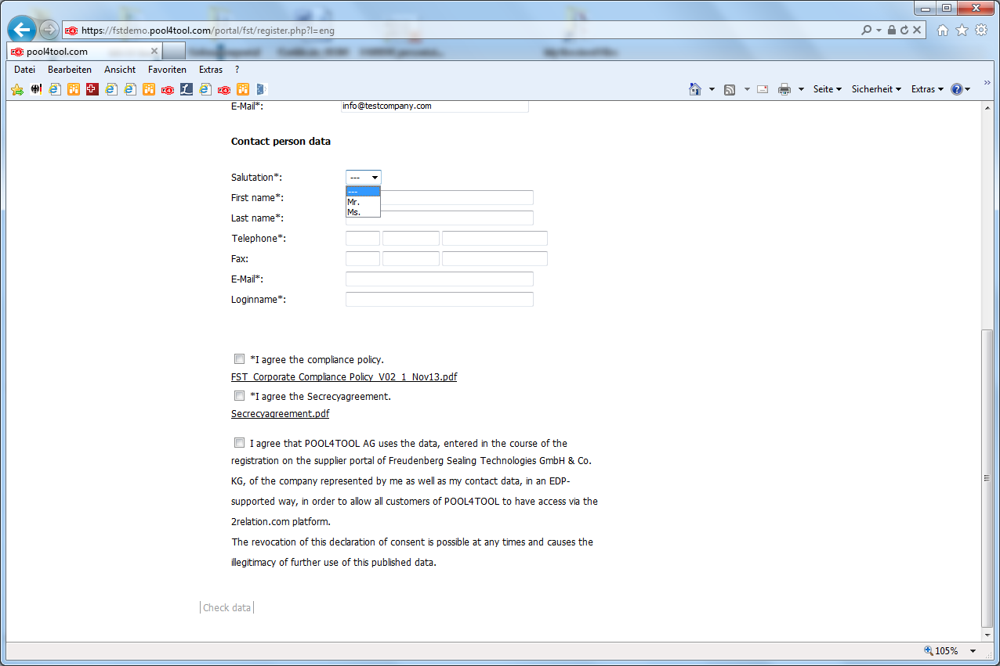 https://fstdemo.pool4tool.com/portal/fst/register.php?l=eng
pool4tool.com
Datei Bearbeiten Ansicht Favoriten Extras ?
Seite Sicherheit Extras
E-Mail*: info@testcompany.com
Contact person data
Salutation*: ---
---
First name*:
Mr.
Ms.
Last name*:
Telephone*:
Fax:
E-Mail*:
Loginname*:
*I agree the compliance policy.
FST_Corporate Compliance Policy_V02_1_Nov13.pdf
*I agree the Secrecyagreement.
Secrecyagreement.pdf
I agree that POOL4TOOL AG uses the data, entered in the course of the
registration on the supplier portal of Freudenberg Sealing Technologies GmbH & Co.
KG, of the company represented by me as well as my contact data, in an EDP-
supported way, in order to allow all customers of POOL4TOOL to have access via the
2relation.com platform.
The revocation of this declaration of consent is possible at any times and causes the
illegitimacy of further use of this published data.
Check data
105%